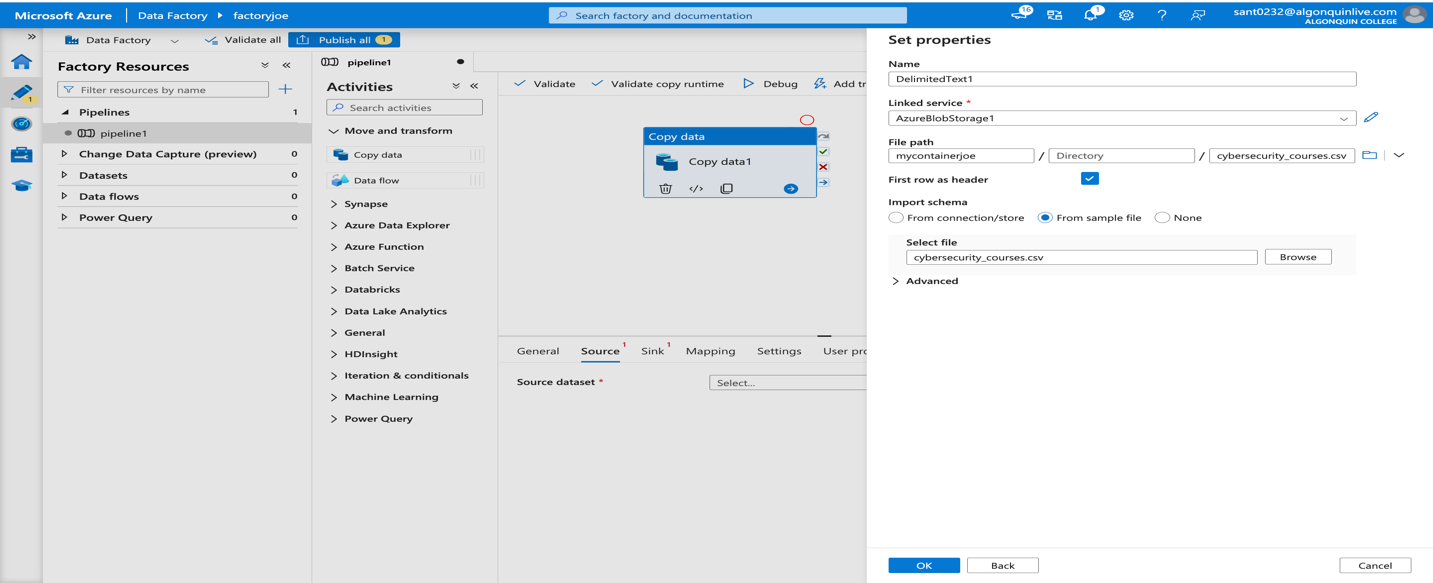 Microsoft Azure
Data Factory
factoryjoe
Search factory and documentation
16
1
sant0232@algonquinlive.com
ALGONQUIN COLLEGE
Data Factory
Validate all
Publish all 1
1
Factory Resources
Filter resources by name
Pipelines 1
pipeline1
Change Data Capture (preview) 0
Datasets 0
Data flows 0
Power Query 0
pipeline1
Activities
Search activities
Move and transform
Copy data
Data flow
Synapse
Azure Data Explorer
Azure Function
Batch Service
Databricks
Data Lake Analytics
General
HDInsight
Iteration & conditionals
Machine Learning
Power Query
Validate
Validate copy runtime
Debug
Add tr
Copy data
Copy data1
General
Source 1
Sink 1
Mapping
Settings
User pro
Source dataset *
Select...
Set properties
Name
DelimitedText1
Linked service *
AzureBlobStorage1
File path
mycontainerjoe / Directory / cybersecurity_courses.csv
First row as header
Import schema
From connection/store From sample file None
Select file
cybersecurity_courses.csv Browse
Advanced
OK Back Cancel